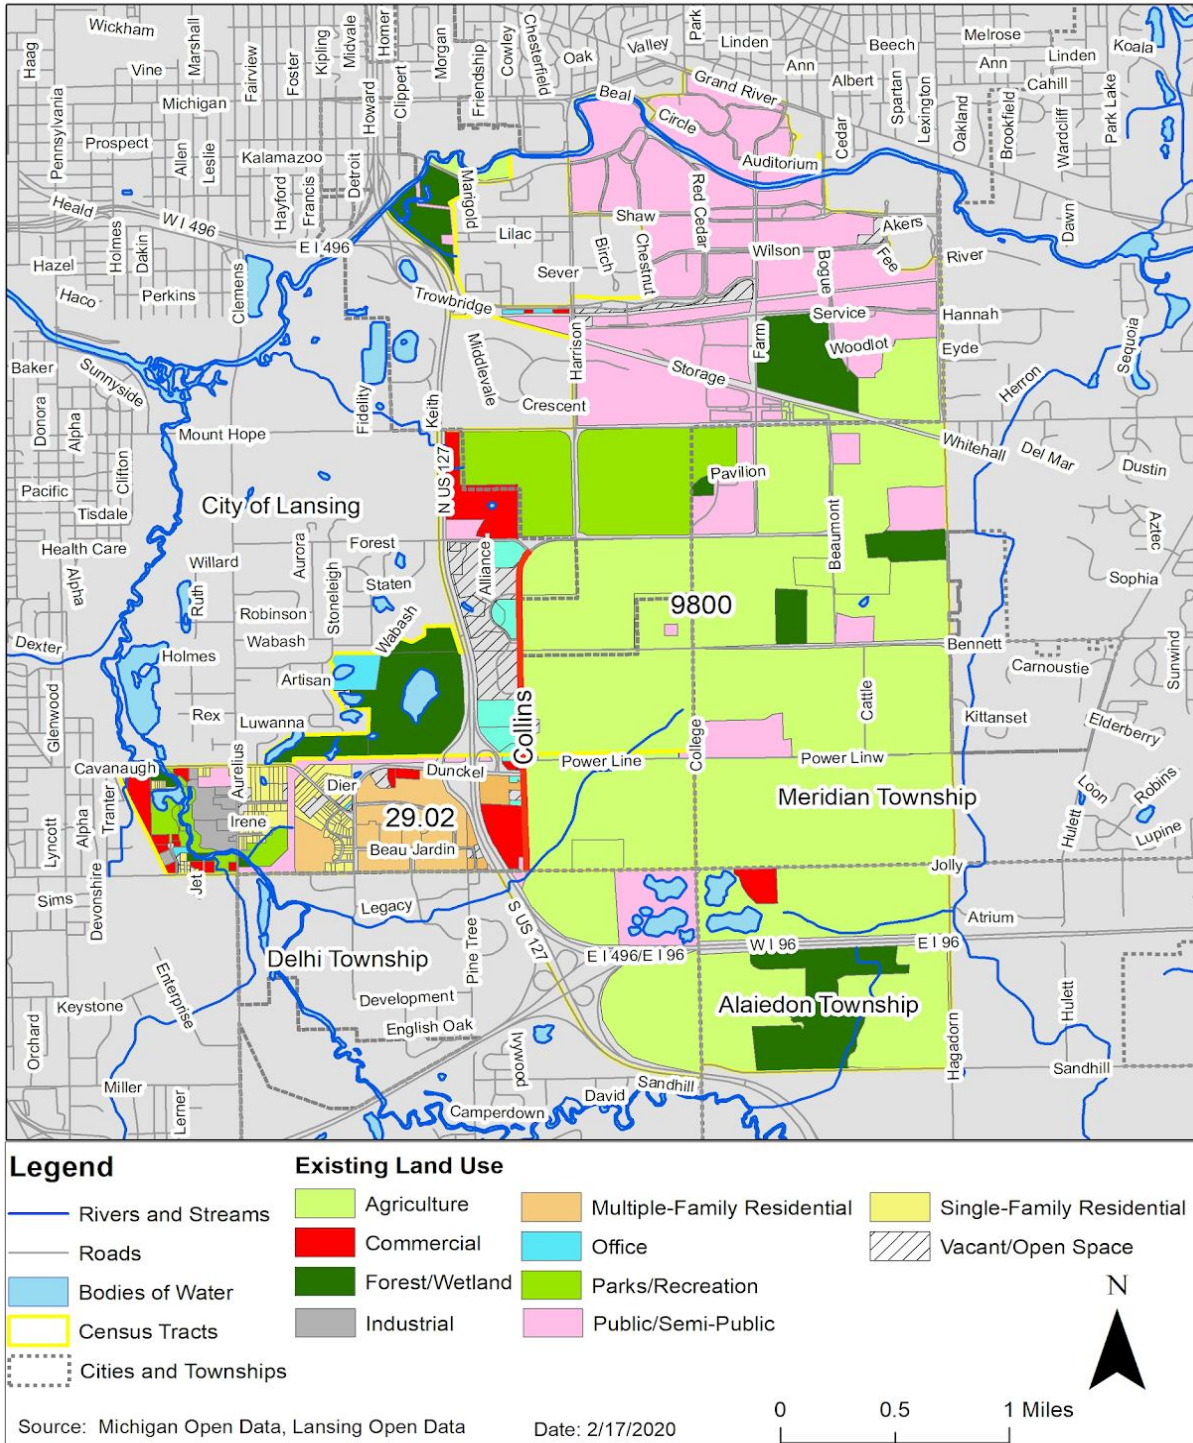 Wickham
Haag
Vine
Marshall
Fairview
Foster
Kipling
Midvale
Homer
Morgan
Friendship
Cowley
Chesterfield
Oak
Valley
Park
Linden
Ann
Beech
Melrose
Ann
Linden
Koala
Pennsylvania
Michigan
Howard
Clippert
Beal
Grand River
Albert
Spartan
Lexington
Cahill
Park Lake
Prospect
Allen
Leslie
Kalamazoo
Detroit
Circle
Auditorium
Cedar
Oakland
Brookfield
Wardcliff
Heald
W I 496
Hayford
Francis
E I 496
Marigold
Lilac
Shaw
Red Cedar
Akers
Dawn
Hazel
Holmes
Dakin
Sever
Birch
Chestnut
Wilson
Bogue
Fee
River
Haco
Perkins
Clemens
Trowbridge
Service
Hannah
Baker
Sunnyside
Middlevale
Harrison
Farm
Woodlot
Eyde
Sequoia
Storage
Herron
Donora
Alpha
Fidelity
Keith
Crescent
Mount Hope
Whitehall
Del Mar
Dustin
Clifton
Pacific
City of Lansing
N US 127
Pavilion
Tisdale
Health Care
Forest
Alliance
Beaumont
Aztec
Alpha
Willard
Aurora
Staten
Sophia
Ruth
Robinson
Stoneleigh
9800
Dexter
Wabash
Wabash
Bennett
Holmes
Carnoustie
Sunwind
Glenwood
Artisan
Collins
Cattle
Rex
Luwanna
Kittanset
Elderberry
Cavanaugh
Aurelius
Dunckel
Power Line
College
Power Linw
Tranter
Dier
Meridian Township
Loon
Robins
Lyncott
Alpha
Irene
29.02
Hulett
Lupine
Beau Jardin
Jolly
Sims
Devonshire
Jet
Legacy
S US 127
Atrium
Pine Tree
E I 496/E I 96
W I 96
E I 96
Delhi Township
Enterprise
Keystone
Development
Alaiedon Township
Hulett
Orchard
English Oak
Ivywood
Hagadorn
Miller
Sandhill
Sandhill
Lerner
David
Camperdown
Legend
Rivers and Streams
Roads
Bodies of Water
Census Tracts
Cities and Townships
Existing Land Use
Agriculture
Commercial
Forest/Wetland
Industrial
Multiple-Family Residential
Office
Parks/Recreation
Public/Semi-Public
Single-Family Residential
Vacant/Open Space
N
0 0.5 1 Miles
Source: Michigan Open Data, Lansing Open Data Date: 2/17/2020